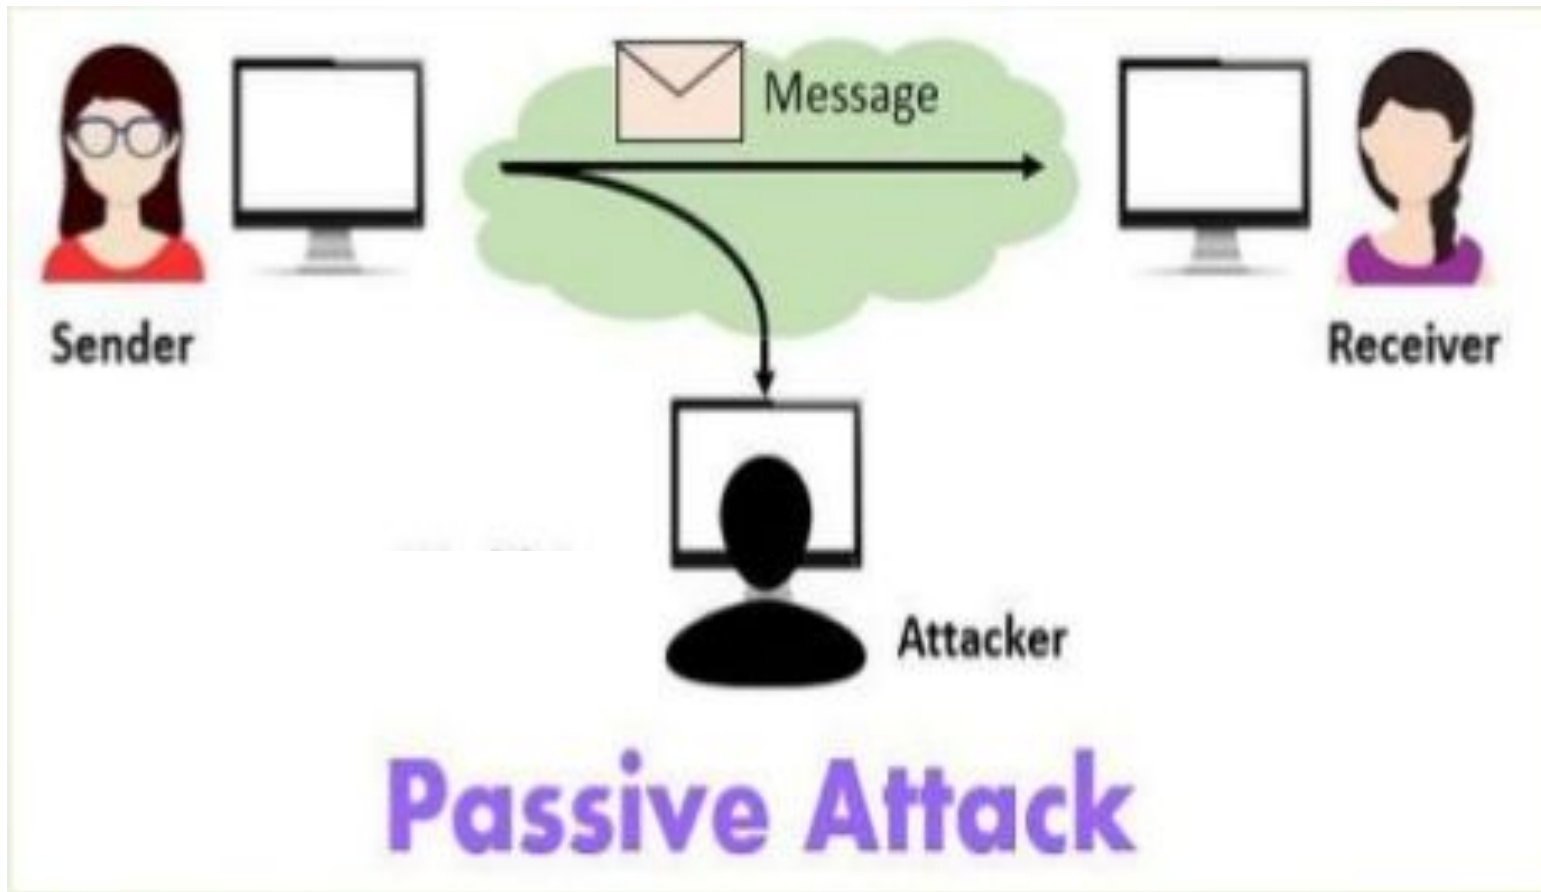 Message
Sender
Receiver
Attacker
Passive Attack